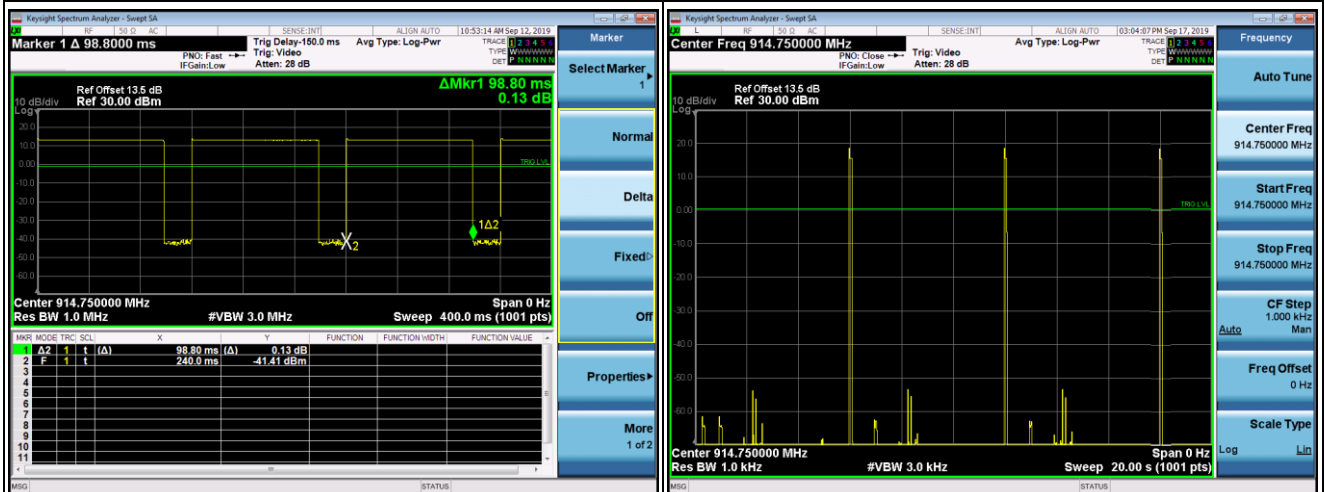 Keysight Spectrum Analyzer - Swept SA
RF 50 Ω AC SENSE:INT ALIGN AUTO 10:53:14 AM Sep 12, 2019
Marker 1 Δ 98.8000 ms
PNO: Fast
IFGain:Low
Trig Delay-150.0 ms
Trig: Video
Atten: 28 dB
Avg Type: Log-Pwr
TRACE 1 2 3 4 5 6
TYPE WWWWWW
DET P N N N N N
ΔMkr1 98.80 ms
0.13 dB
Ref Offset 13.5 dB
10 dB/div Ref 30.00 dBm
Log
20.0
10.0
0.00
TRIG LVL
-10.0
-20.0
-30.0
1Δ2
-40.0
2
-50.0
-60.0
Center 914.750000 MHz Span 0 Hz
Res BW 1.0 MHz #VBW 3.0 MHz Sweep 400.0 ms (1001 pts)
MKR MODE TRC SCL X Y FUNCTION FUNCTION WIDTH FUNCTION VALUE
1 Δ2 1 t (Δ) 98.80 ms (Δ) 0.13 dB
2 F 1 t 240.0 ms -41.41 dBm
3
4
5
6
7
8
9
10
11
MSG STATUS
Marker
Select Marker
1
Normal
Delta
Fixed
Off
Properties
More
1 of 2
Keysight Spectrum Analyzer - Swept SA
L RF 50 Ω AC SENSE:INT ALIGN AUTO 03:04:07 PM Sep 17, 2019
Center Freq 914.750000 MHz
PNO: Close
IFGain:Low
Trig: Video
Atten: 28 dB
Avg Type: Log-Pwr
TRACE 1 2 3 4 5 6
TYPE WWWWWW
DET P N N N N N
Ref Offset 13.5 dB
10 dB/div Ref 30.00 dBm
Log
20.0
10.0
0.00
TRIG LVL
-10.0
-20.0
-30.0
-40.0
-50.0
-60.0
Center 914.750000 MHz Span 0 Hz
Res BW 1.0 kHz #VBW 3.0 kHz Sweep 20.00 s (1001 pts)
MSG STATUS
Frequency
Auto Tune
Center Freq
914.750000 MHz
Start Freq
914.750000 MHz
Stop Freq
914.750000 MHz
CF Step
1.000 kHz
Auto Man
Freq Offset
0 Hz
Scale Type
Log Lin